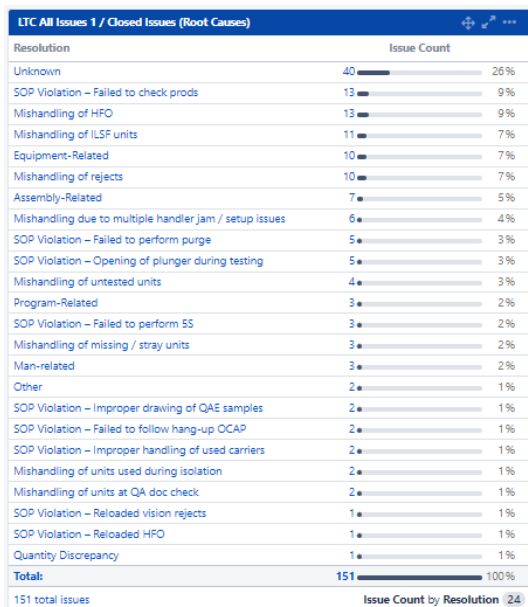 LTC All Issues 1 / Closed Issues (Root Causes)
Resolution Issue Count
Unknown 40 26%
SOP Violation – Failed to check prods 13 9%
Mishandling of HFO 13 9%
Mishandling of ILSF units 11 7%
Equipment-Related 10 7%
Mishandling of rejects 10 7%
Assembly-Related 7 5%
Mishandling due to multiple handler jam / setup issues 6 4%
SOP Violation – Failed to perform purge 5 3%
SOP Violation – Opening of plunger during testing 5 3%
Mishandling of untested units 4 3%
Program-Related 3 2%
SOP Violation – Failed to perform 5S 3 2%
Mishandling of missing / stray units 3 2%
Man-related 3 2%
Other 2 1%
SOP Violation – Improper drawing of QAE samples 2 1%
SOP Violation – Failed to follow hang-up OCAP 2 1%
SOP Violation – Improper handling of used carriers 2 1%
Mishandling of units used during isolation 2 1%
Mishandling of units at QA doc check 2 1%
SOP Violation – Reloaded vision rejects 1 1%
SOP Violation – Reloaded HFO 1 1%
Quantity Discrepancy 1 1%
Total: 151 100%
151 total issues Issue Count by Resolution 24